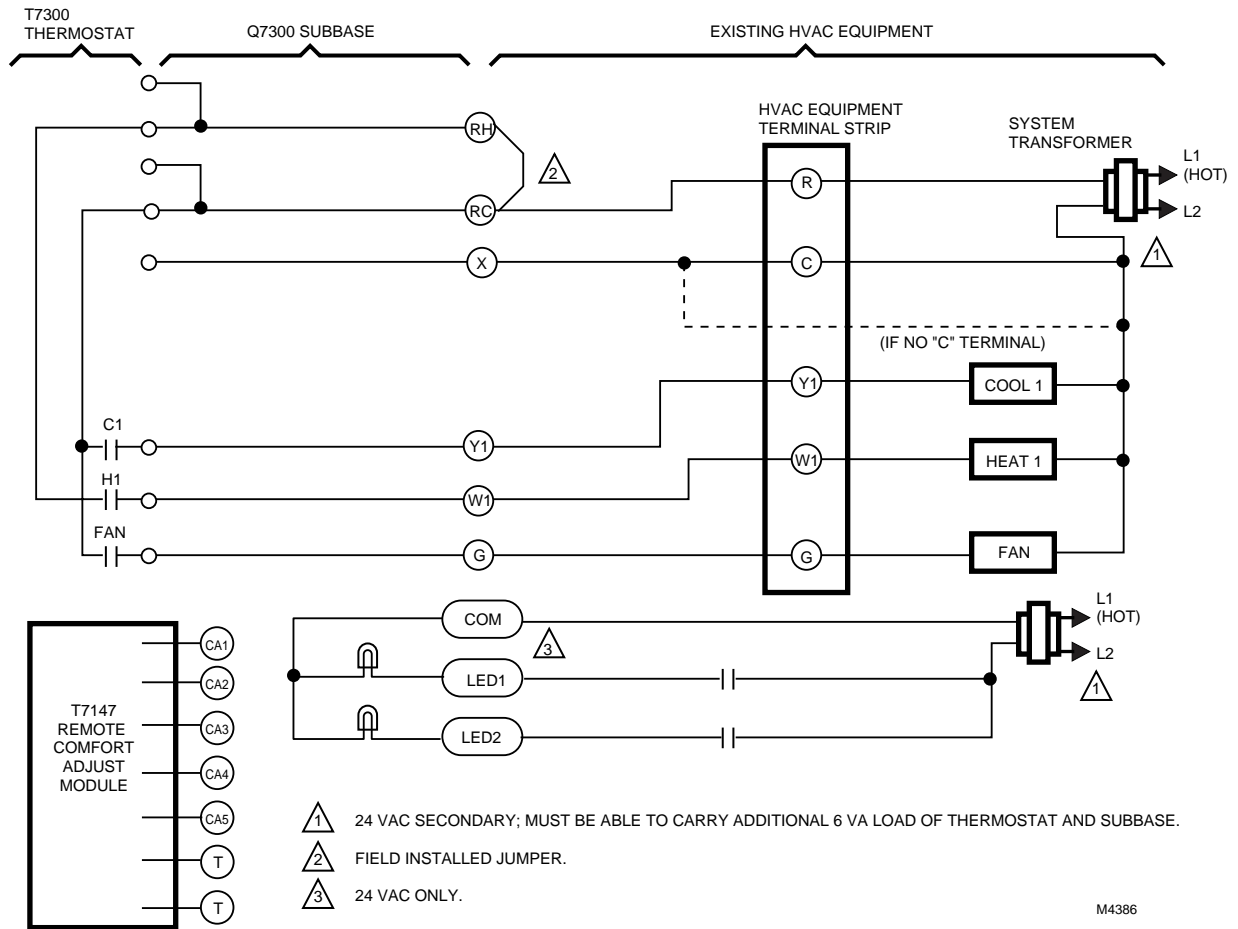 T7300
THERMOSTAT
Q7300 SUBBASE
EXISTING HVAC EQUIPMENT
HVAC EQUIPMENT
TERMINAL STRIP
SYSTEM
TRANSFORMER
RH
2
R
L1
(HOT)
RC
L2
X
C
1
(IF NO "C" TERMINAL)
Y1
COOL 1
C1
Y1
W1
HEAT 1
H1
W1
FAN
G
G
FAN
COM
3
L1
(HOT)
L2
1
LED1
LED2
T7147
REMOTE
COMFORT
ADJUST
MODULE
CA1
CA2
CA3
CA4
CA5
T
T
1 24 VAC SECONDARY; MUST BE ABLE TO CARRY ADDITIONAL 6 VA LOAD OF THERMOSTAT AND SUBBASE.
2 FIELD INSTALLED JUMPER.
3 24 VAC ONLY.
M4386